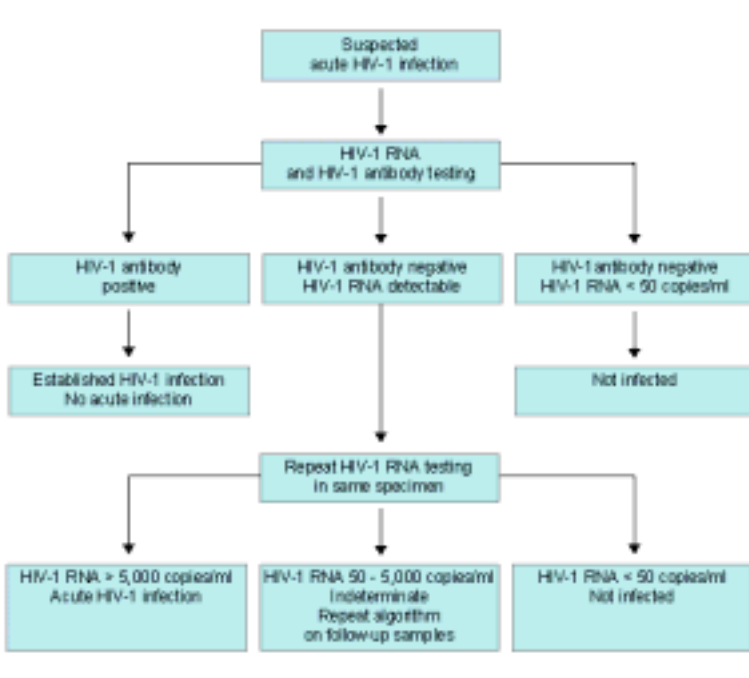 Suspected
acute HIV-1 infection
HIV-1 RNA
and HIV-1 antibody testing
HIV-1 antibody
positive
HIV-1 antibody negative
HIV-1 RNA detectable
HIV-1antibody negative
HIV-1 RNA < 50 copies/ml
Established HIV-1 infection
No acute infection
Not infected
Repeat HIV-1 RNA testing
in same specimen
HIV-1 RNA > 5,000 copies/ml
Acute HIV-1 infection
HIV-1 RNA 50 - 5,000 copies/ml
Indeterminate
Repeat algorithm
on follow-up samples
HIV-1 RNA < 50 copies/ml
Not infected